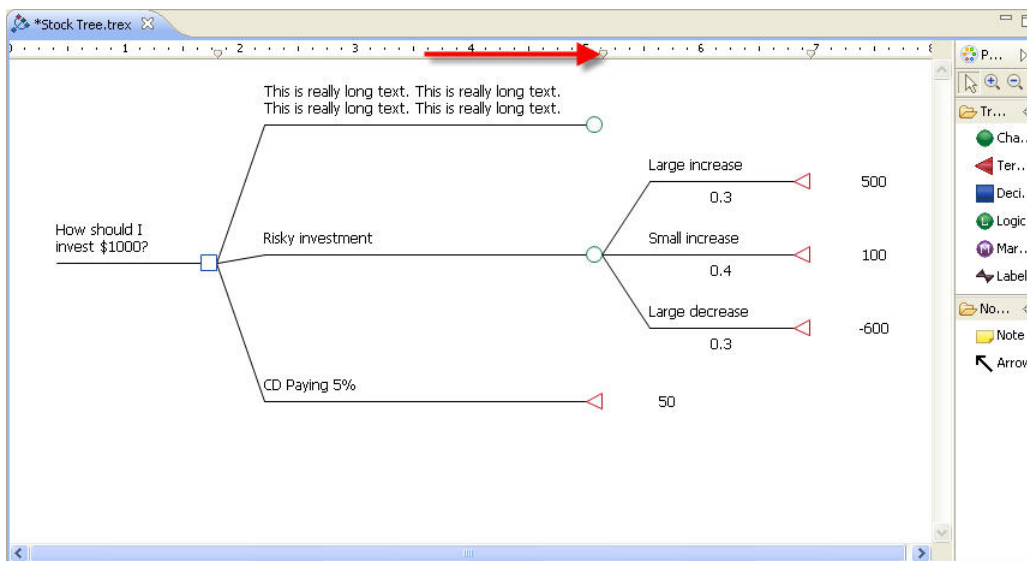 *Stock Tree.trex
1 2 3 4 5 6 7 8
P...
This is really long text. This is really long text.
This is really long text. This is really long text.
Tr...
Cha...
Large increase
Ter...
0.3
500
Deci...
How should I
invest $1000?
Logic
Risky investment
Small increase
Mar...
0.4
100
Label
Large decrease
No...
0.3
-600
Note
Arrow
CD Paying 5%
50